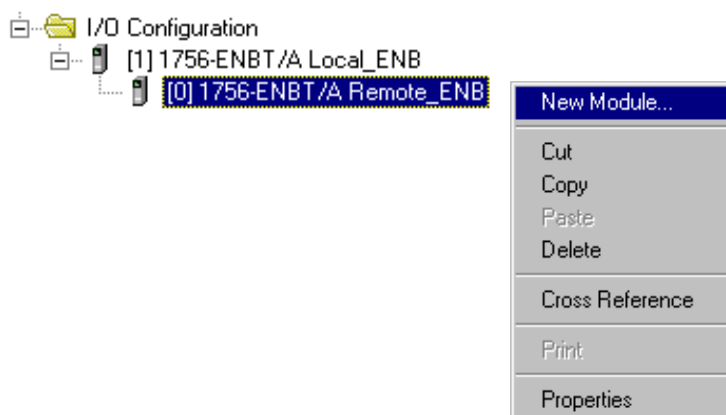 I/O Configuration
[1] 1756-ENBT/A Local_ENB
[0] 1756-ENBT/A Remote_ENB
New Module...
Cut
Copy
Paste
Delete
Cross Reference
Print
Properties